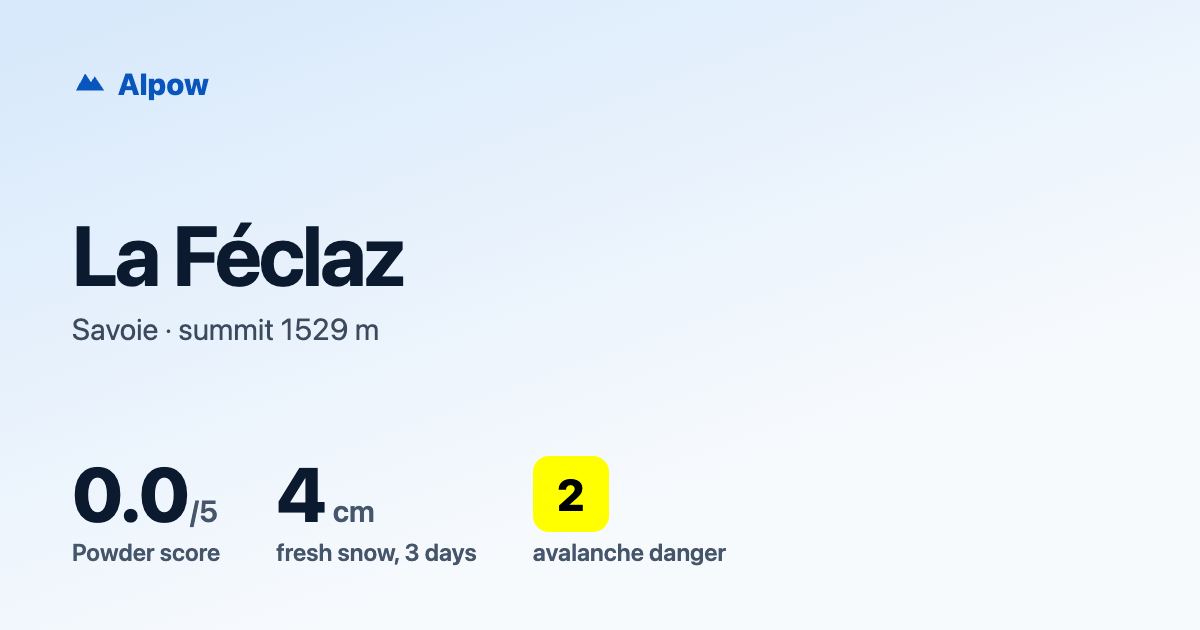 Alpow
La Féclaz
Savoie · summit 1529 m
0.0/5
Powder score
4 cm
fresh snow, 3 days
2
avalanche danger